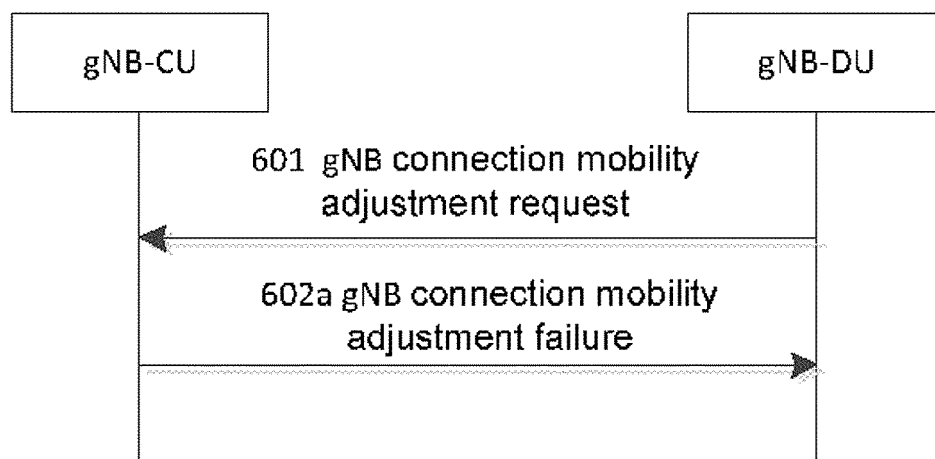 gNB-CU
gNB-DU
601 gNB connection mobility
adjustment request
602a gNB connection mobility
adjustment failure